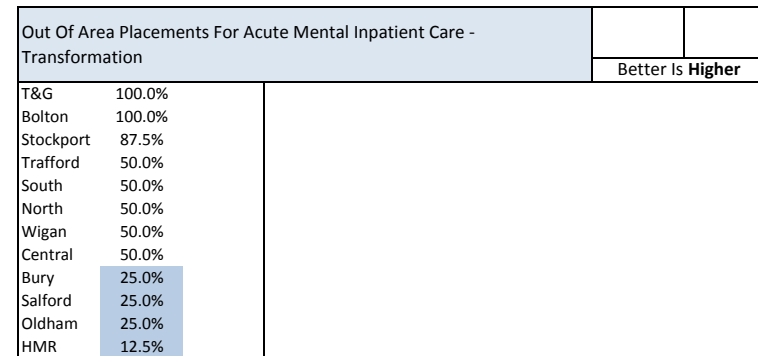 Out Of Area Placements For Acute Mental Inpatient Care -
Transformation
Better Is Higher
T&G 100.0%
Bolton 100.0%
Stockport 87.5%
Trafford 50.0%
South 50.0%
North 50.0%
Wigan 50.0%
Central 50.0%
Bury 25.0%
Salford 25.0%
Oldham 25.0%
HMR 12.5%